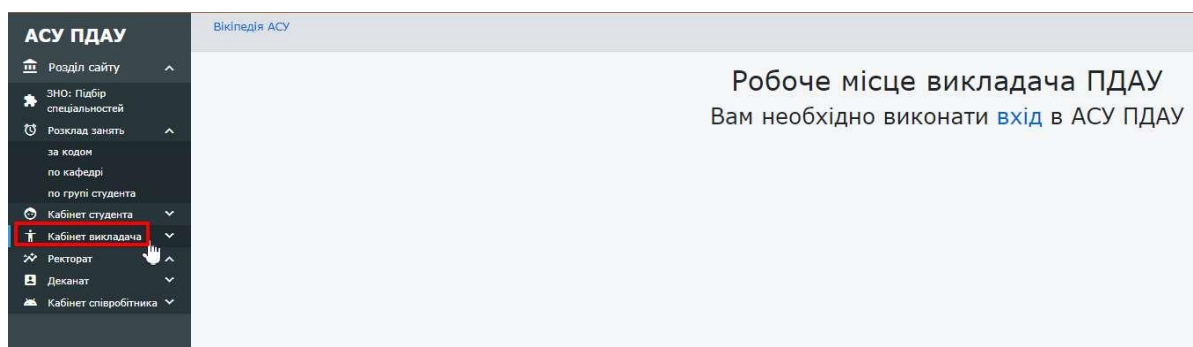 АСУ ПДАУ
Розділ сайту
ЗНО: Підбір
спеціальностей
Розклад занять
за кодом
по кафедрі
по групі студента
Кабінет студента
Кабінет викладача
Ректорат
Деканат
Кабінет співробітника
Вікіпедія АСУ
Робоче місце викладача ПДАУ
Вам необхідно виконати вхід в АСУ ПДАУ